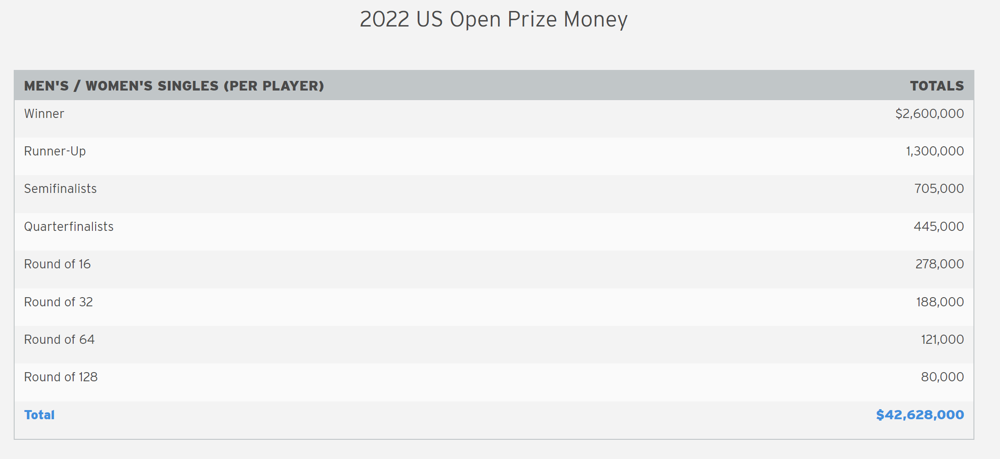 2022 US Open Prize Money
MEN'S / WOMEN'S SINGLES (PER PLAYER) TOTALS
Winner $2,600,000
Runner-Up 1,300,000
Semifinalists 705,000
Quarterfinalists 445,000
Round of 16 278,000
Round of 32 188,000
Round of 64 121,000
Round of 128 80,000
Total $42,628,000